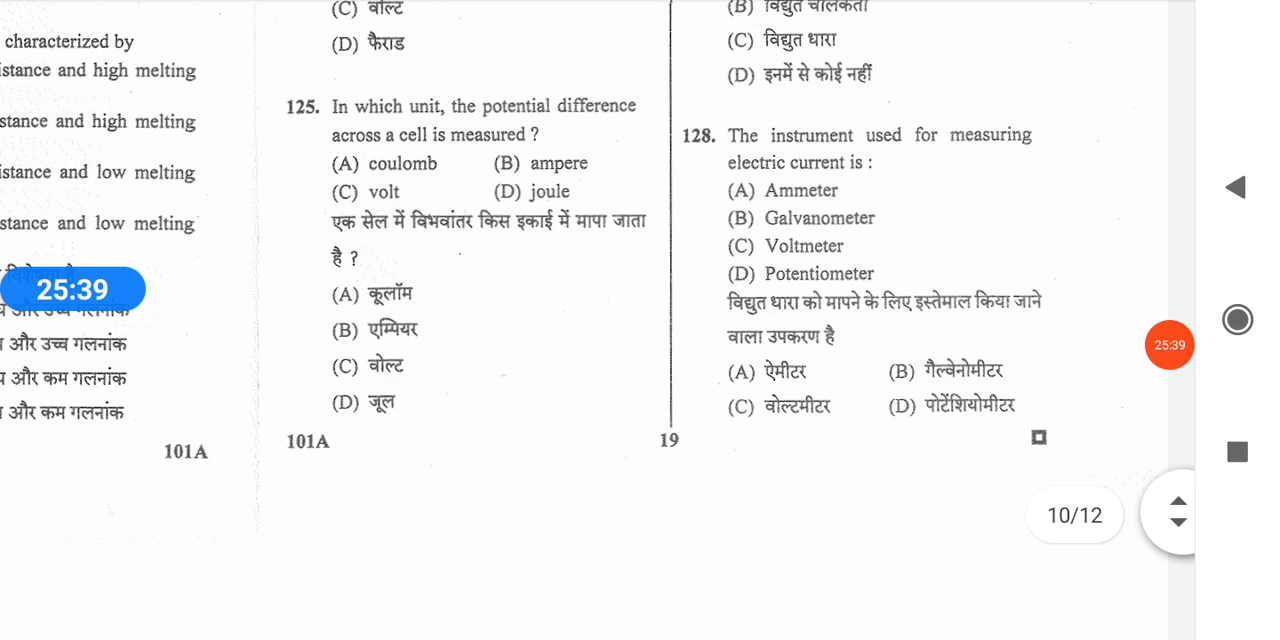 characterized by
istance and high melting
stance and high melting
istance and low melting
stance and low melting
25:39
और उच्च गलनांक
और उच्च गलनांक
और कम गलनांक
और कम गलनांक
101A
(C) वोल्ट
(D) फैराड
125. In which unit, the potential difference
across a cell is measured ?
(A) coulomb (B) ampere
(C) volt (D) joule
एक सेल में विभवांतर किस इकाई में मापा जाता
है ?
(A) कूलॉम
(B) एम्पियर
(C) वोल्ट
(D) जूल
101A
19
(B) विद्युत चालकता
(C) विद्युत धारा
(D) इनमें से कोई नहीं
128. The instrument used for measuring
electric current is :
(A) Ammeter
(B) Galvanometer
(C) Voltmeter
(D) Potentiometer
विद्युत धारा को मापने के लिए इस्तेमाल किया जाने
वाला उपकरण है
(A) ऐमीटर (B) गैल्वेनोमीटर
(C) वोल्टमीटर (D) पोटेंशियोमीटर
25:39
10/12